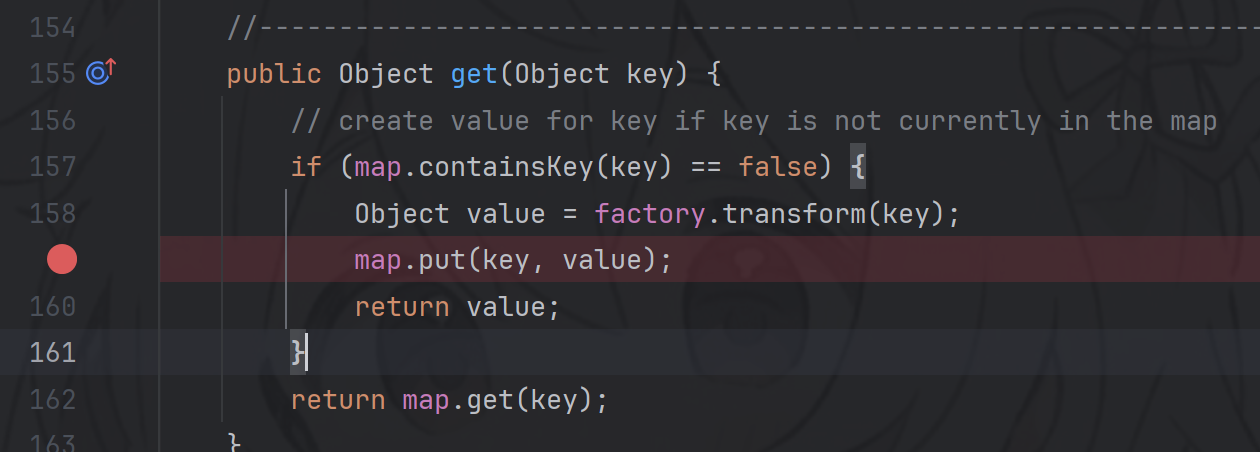 154 //---------------------------------------------------------------
155 public Object get(Object key) {
156 // create value for key if key is not currently in the map
157 if (map.containsKey(key) == false) {
158 Object value = factory.transform(key);
map.put(key, value);
160 return value;
161 }
162 return map.get(key);
163 }